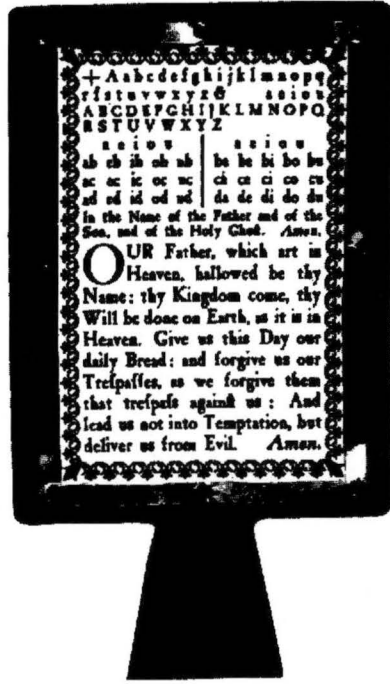 +Aabcdefghijklmnopq
rſstuvwxyz& aeiou
ABCDEFGHIJKLMNOPQ
RSTUVWXYZ
a e i o u a e i o u
ab eb ib ob ub ba be bi bo bu
ac ec ic oc uc ca ce ci co cu
ad ed id od ud da de di do du
In the Name of the Father and of the
Son, and of the Holy Ghoſt. Amen.
OUR Father, which art in
Heaven, hallowed be thy
Name; thy Kingdom come, thy
Will be done on Earth, as it is in
Heaven. Give us this Day our
daily Bread; and forgive us our
Treſpaſſes, as we forgive them
that treſpaſs againſt us: And
lead us not into Temptation, but
deliver us from Evil. Amen.